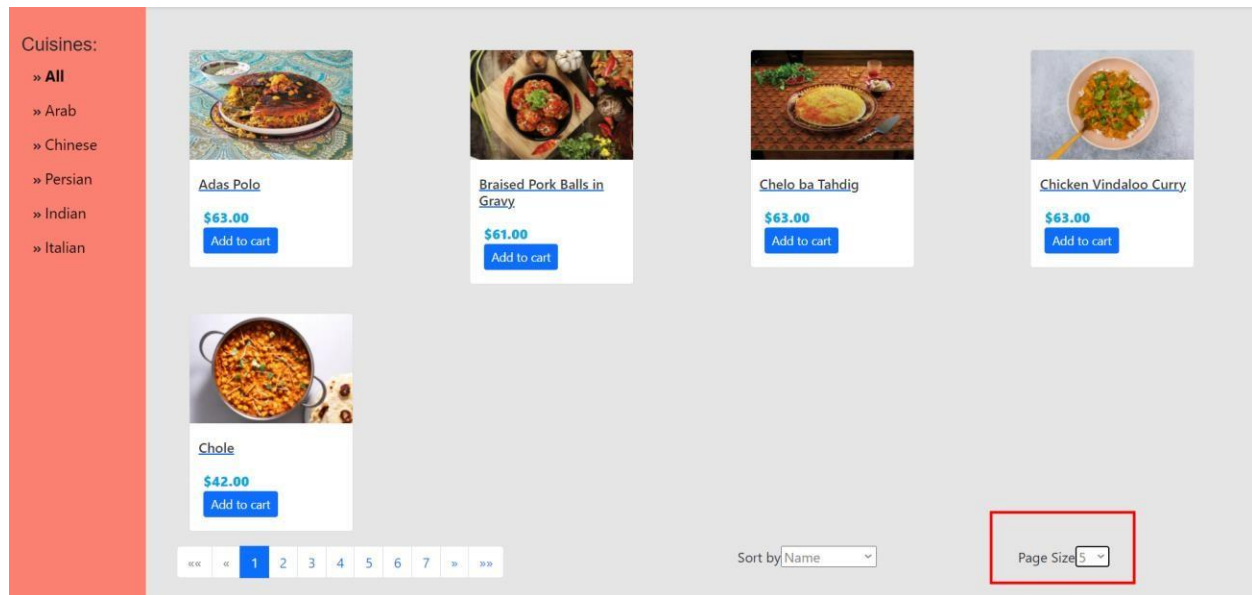 Cuisines:
» All
» Arab
» Chinese
» Persian
» Indian
» Italian
Adas Polo
$63.00
Add to cart
Braised Pork Balls in
Gravy
$61.00
Add to cart
Chelo ba Tahdig
$63.00
Add to cart
Chicken Vindaloo Curry
$63.00
Add to cart
Chole
$42.00
Add to cart
«« « 1 2 3 4 5 6 7 » »»
Sort by Name
Page Size 5